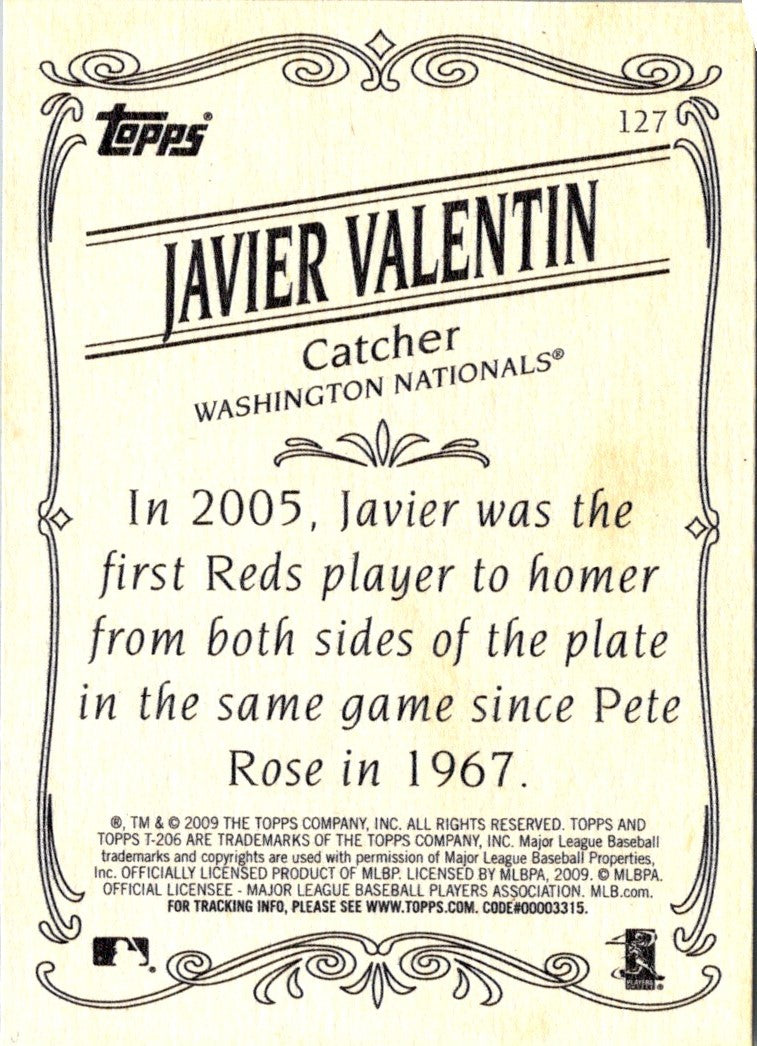 topps®
127
JAVIER VALENTIN
Catcher
WASHINGTON NATIONALS®
In 2005, Javier was the
first Reds player to homer
from both sides of the plate
in the same game since Pete
Rose in 1967.
®, TM & © 2009 THE TOPPS COMPANY, INC. ALL RIGHTS RESERVED. TOPPS AND
TOPPS T-206 ARE TRADEMARKS OF THE TOPPS COMPANY, INC. Major League Baseball
trademarks and copyrights are used with permission of Major League Baseball Properties,
Inc. OFFICIALLY LICENSED PRODUCT OF MLBP. LICENSED BY MLBPA, 2009. © MLBPA.
OFFICIAL LICENSEE - MAJOR LEAGUE BASEBALL PLAYERS ASSOCIATION. MLB.com.
FOR TRACKING INFO, PLEASE SEE WWW.TOPPS.COM. CODE#00003315.
PLAYERS